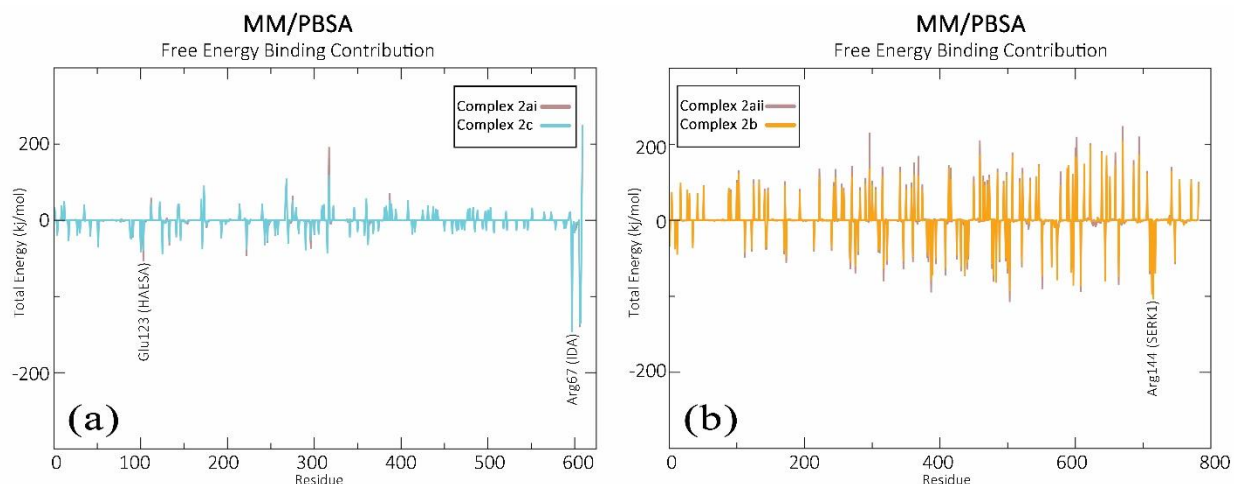 MM/PBSA
Free Energy Binding Contribution
Complex 2ai
Complex 2c
200
0
-200
Total Energy (kj/mol)
Glu123 (HAESA)
Arg67 (IDA)
(a)
0 100 200 300 400 500 600
Residue
MM/PBSA
Free Energy Binding Contribution
Complex 2aii
Complex 2b
200
0
-200
Total Energy (kj/mol)
Arg144 (SERK1)
(b)
0 200 400 600 800
Residue